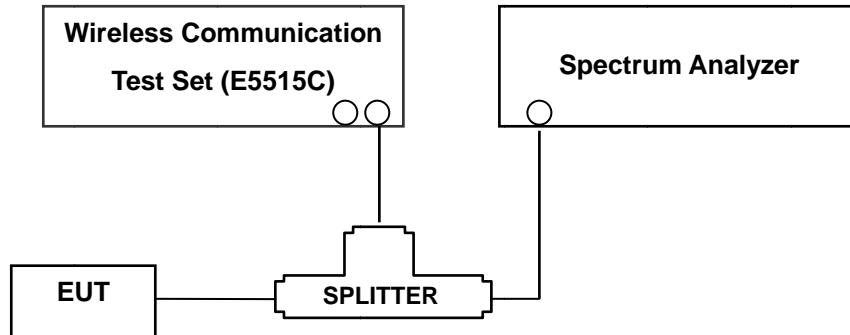 Wireless Communication
Test Set (E5515C)
Spectrum Analyzer
EUT
SPLITTER